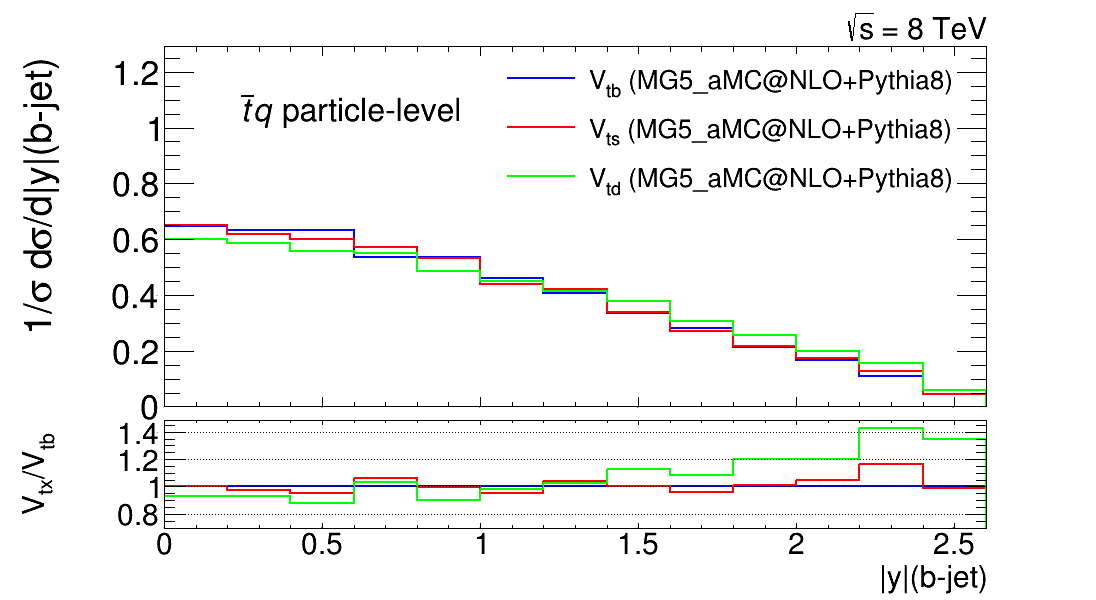 √s = 8 TeV
1/σ dσ/d|y|(b-jet)
1.2
1
0.8
0.6
0.4
0.2
0
t̄q particle-level
V_tb (MG5_aMC@NLO+Pythia8)
V_ts (MG5_aMC@NLO+Pythia8)
V_td (MG5_aMC@NLO+Pythia8)
V_tx/V_tb
1.4
1.2
1
0.8
0 0.5 1 1.5 2 2.5
|y|(b-jet)